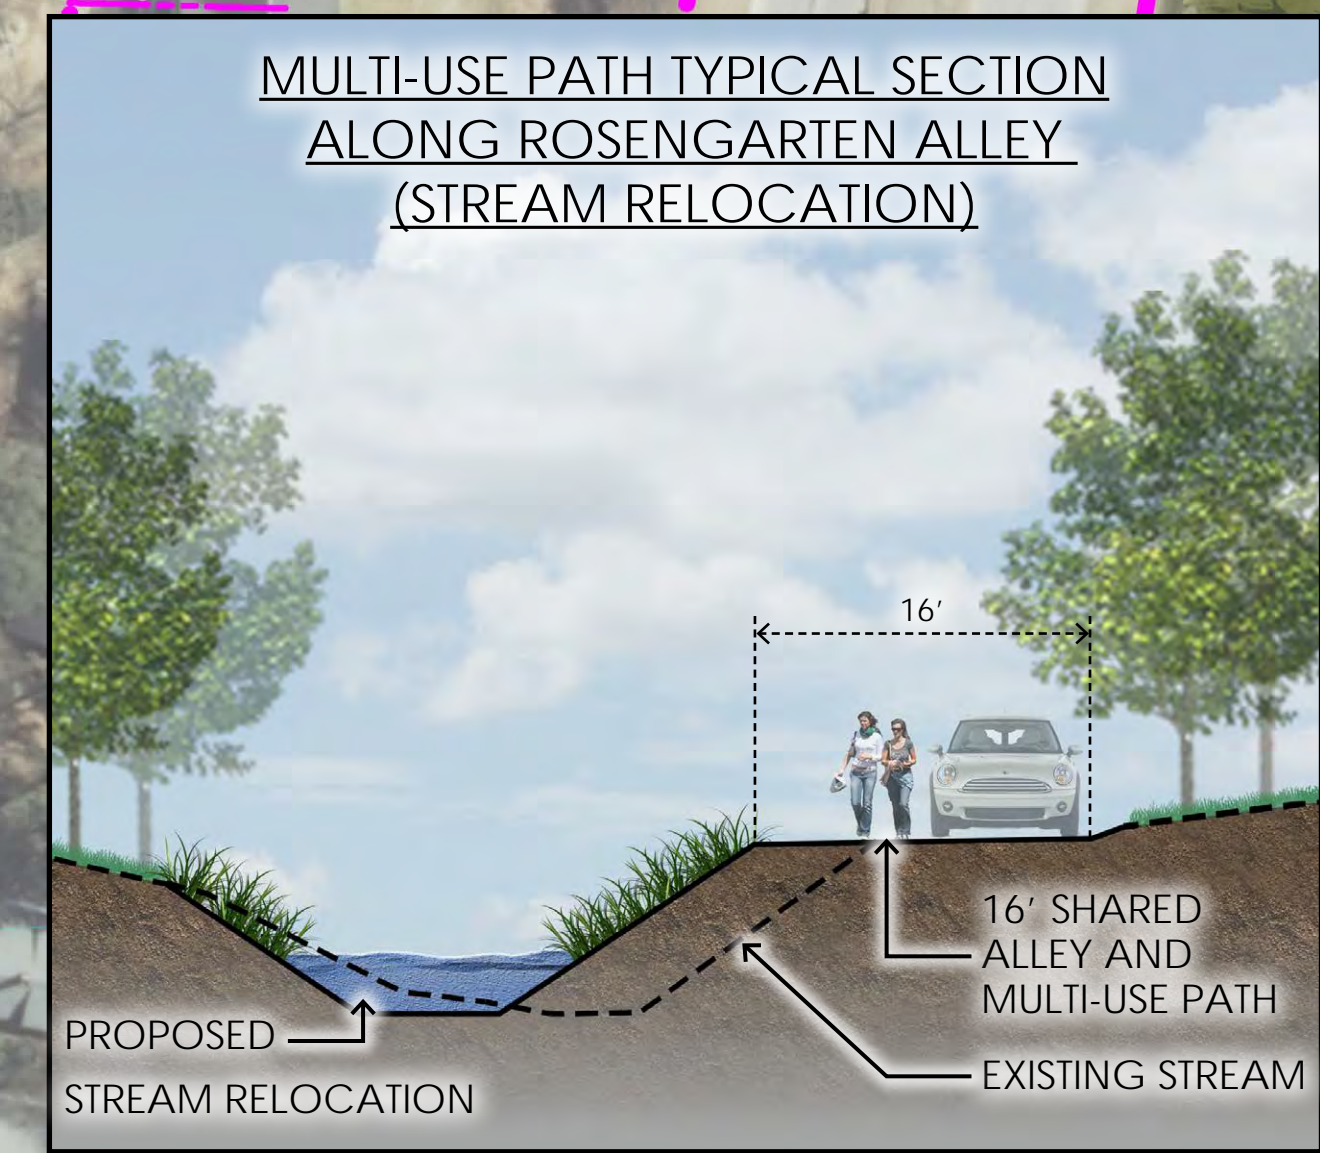 MULTI-USE PATH TYPICAL SECTION
ALONG ROSENGARTEN ALLEY
(STREAM RELOCATION)
16'
16' SHARED
ALLEY AND
MULTI-USE PATH
PROPOSED
STREAM RELOCATION
EXISTING STREAM